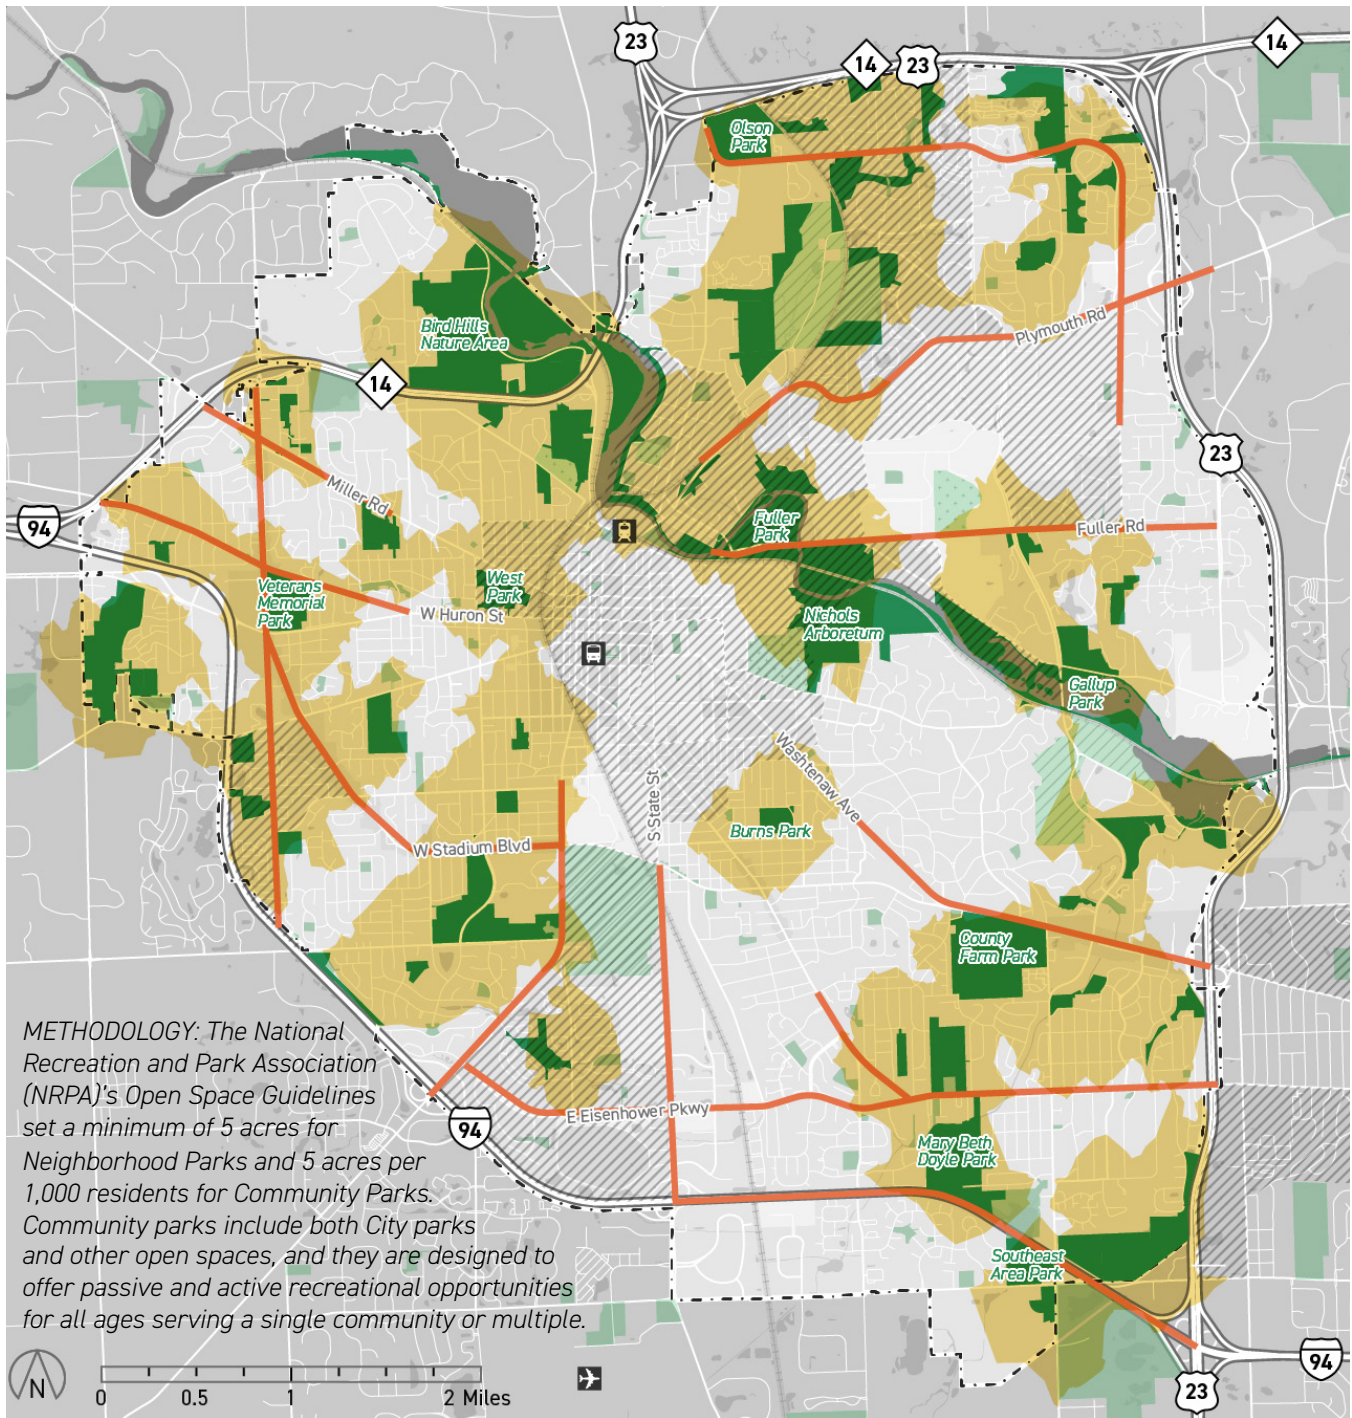 23
14
23
14
Olson
Park
Plymouth Rd
Bird Hills
Nature Area
14
23
Miller Rd
94
Fuller
Park
Fuller Rd
Veterans
Memorial
Park
West
Park
W Huron St
Nichols
Arboretum
Gallup
Park
Washtenaw Ave
S State St
Burns Park
W Stadium Blvd
County
Farm Park
METHODOLOGY: The National
Recreation and Park Association
(NRPA)'s Open Space Guidelines
set a minimum of 5 acres for
Neighborhood Parks and 5 acres per
1,000 residents for Community Parks.
Community parks include both City parks
and other open spaces, and they are designed to
offer passive and active recreational opportunities
for all ages serving a single community or multiple.
94
E Eisenhower Pkwy
Mary Beth
Doyle Park
Southeast
Area Park
N
0 0.5 1 2 Miles
94
23